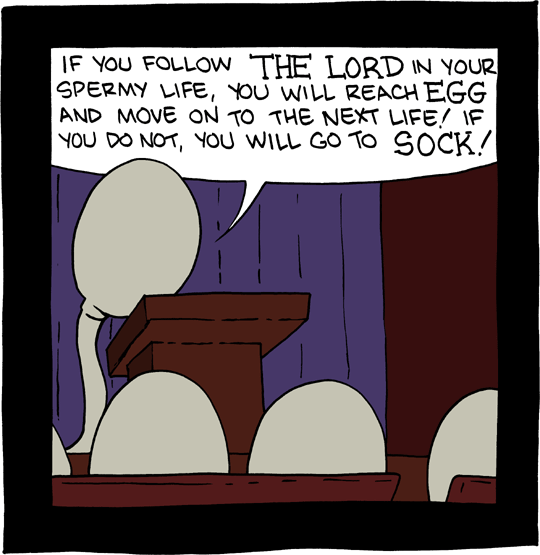 IF YOU FOLLOW THE LORD IN YOUR
SPERMY LIFE, YOU WILL REACH EGG
AND MOVE ON TO THE NEXT LIFE! IF
YOU DO NOT, YOU WILL GO TO SOCK!